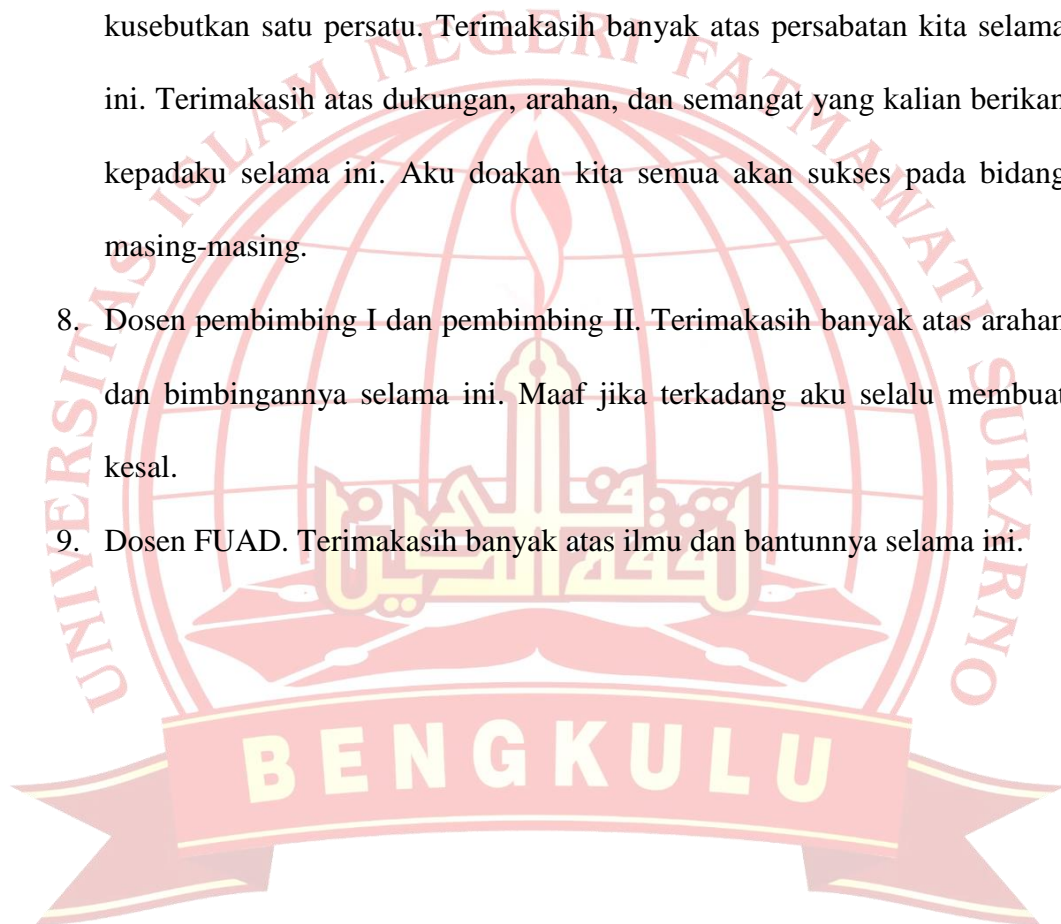 kusebutkan satu persatu. Terimakasih banyak atas persabatan kita selama
ini. Terimakasih atas dukungan, arahan, dan semangat yang kalian berikan
kepadaku selama ini. Aku doakan kita semua akan sukses pada bidang
masing-masing.
8. Dosen pembimbing I dan pembimbing II. Terimakasih banyak atas arahan
dan bimbingannya selama ini. Maaf jika terkadang aku selalu membuat
kesal.
9. Dosen FUAD. Terimakasih banyak atas ilmu dan bantunnya selama ini.
UNIVERSITAS ISLAM NEGERI FATMAWATI SUKARNO
BENGKULU